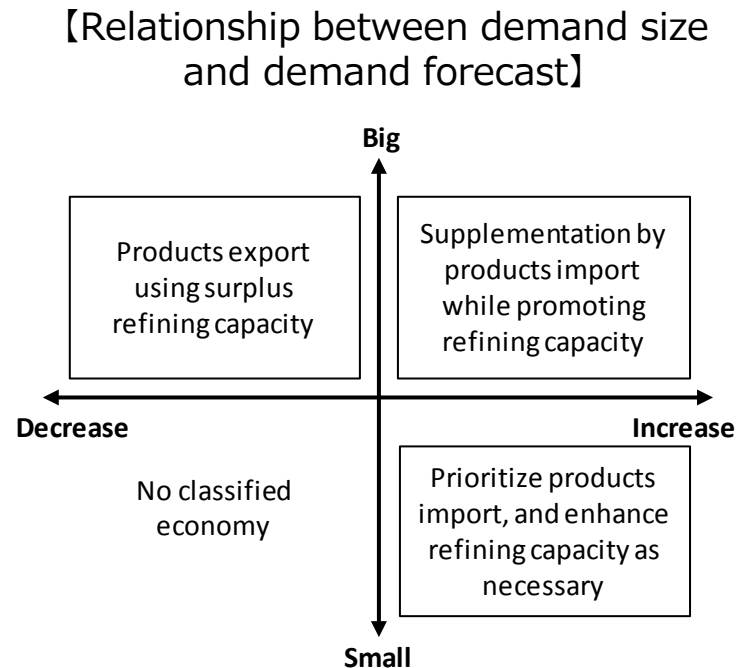 【Relationship between demand size
and demand forecast】
Big
Products export
using surplus
refining capacity
Supplementation by
products import
while promoting
refining capacity
Decrease
Increase
No classified
economy
Prioritize products
import, and enhance
refining capacity as
necessary
Small